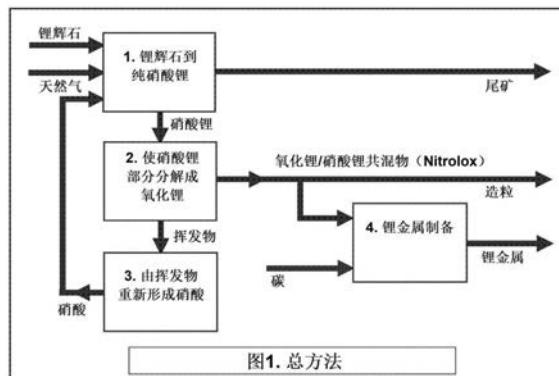 锂辉石
天然气
1. 锂辉石到
纯硝酸锂
尾矿
硝酸锂
2. 使硝酸锂
部分分解成
氧化锂
氧化锂/硝酸锂共混物（Nitrolox）
造粒
挥发物
4. 锂金属制备
锂金属
碳
3. 由挥发物
重新形成硝酸
硝酸
图1. 总方法